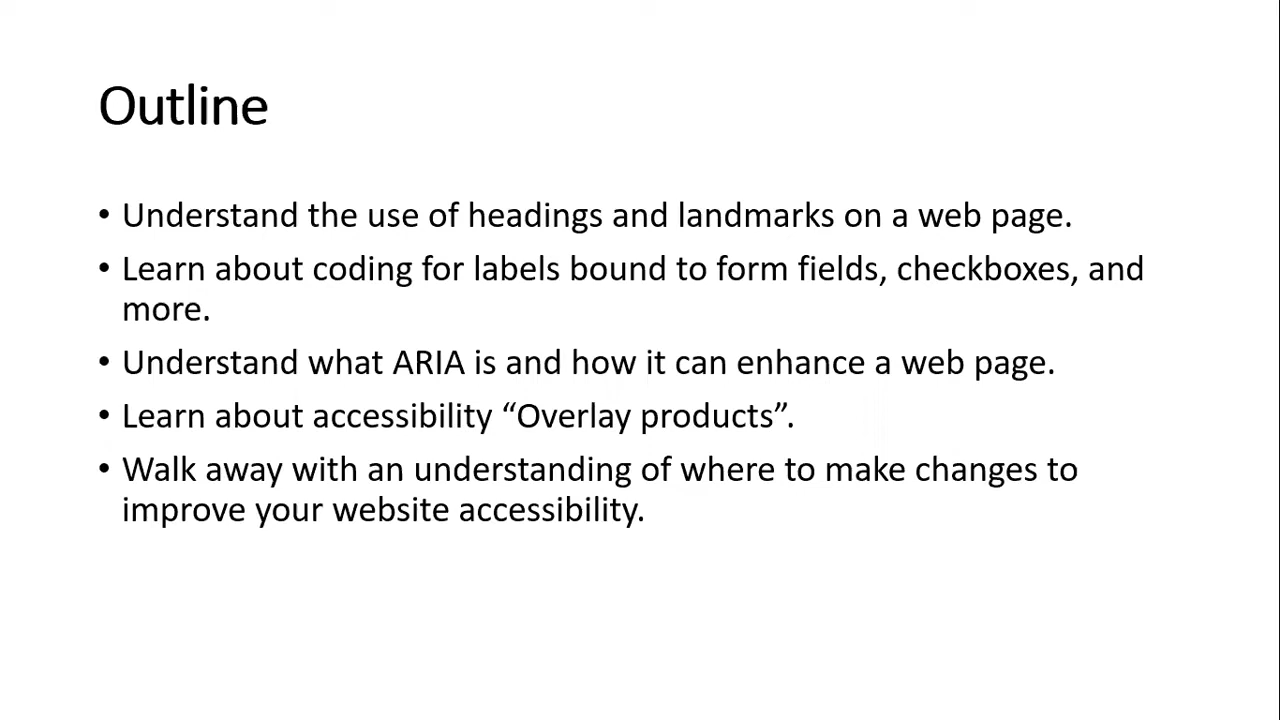 Outline
• Understand the use of headings and landmarks on a web page.
• Learn about coding for labels bound to form fields, checkboxes, and
more.
• Understand what ARIA is and how it can enhance a web page.
• Learn about accessibility “Overlay products”.
• Walk away with an understanding of where to make changes to
improve your website accessibility.